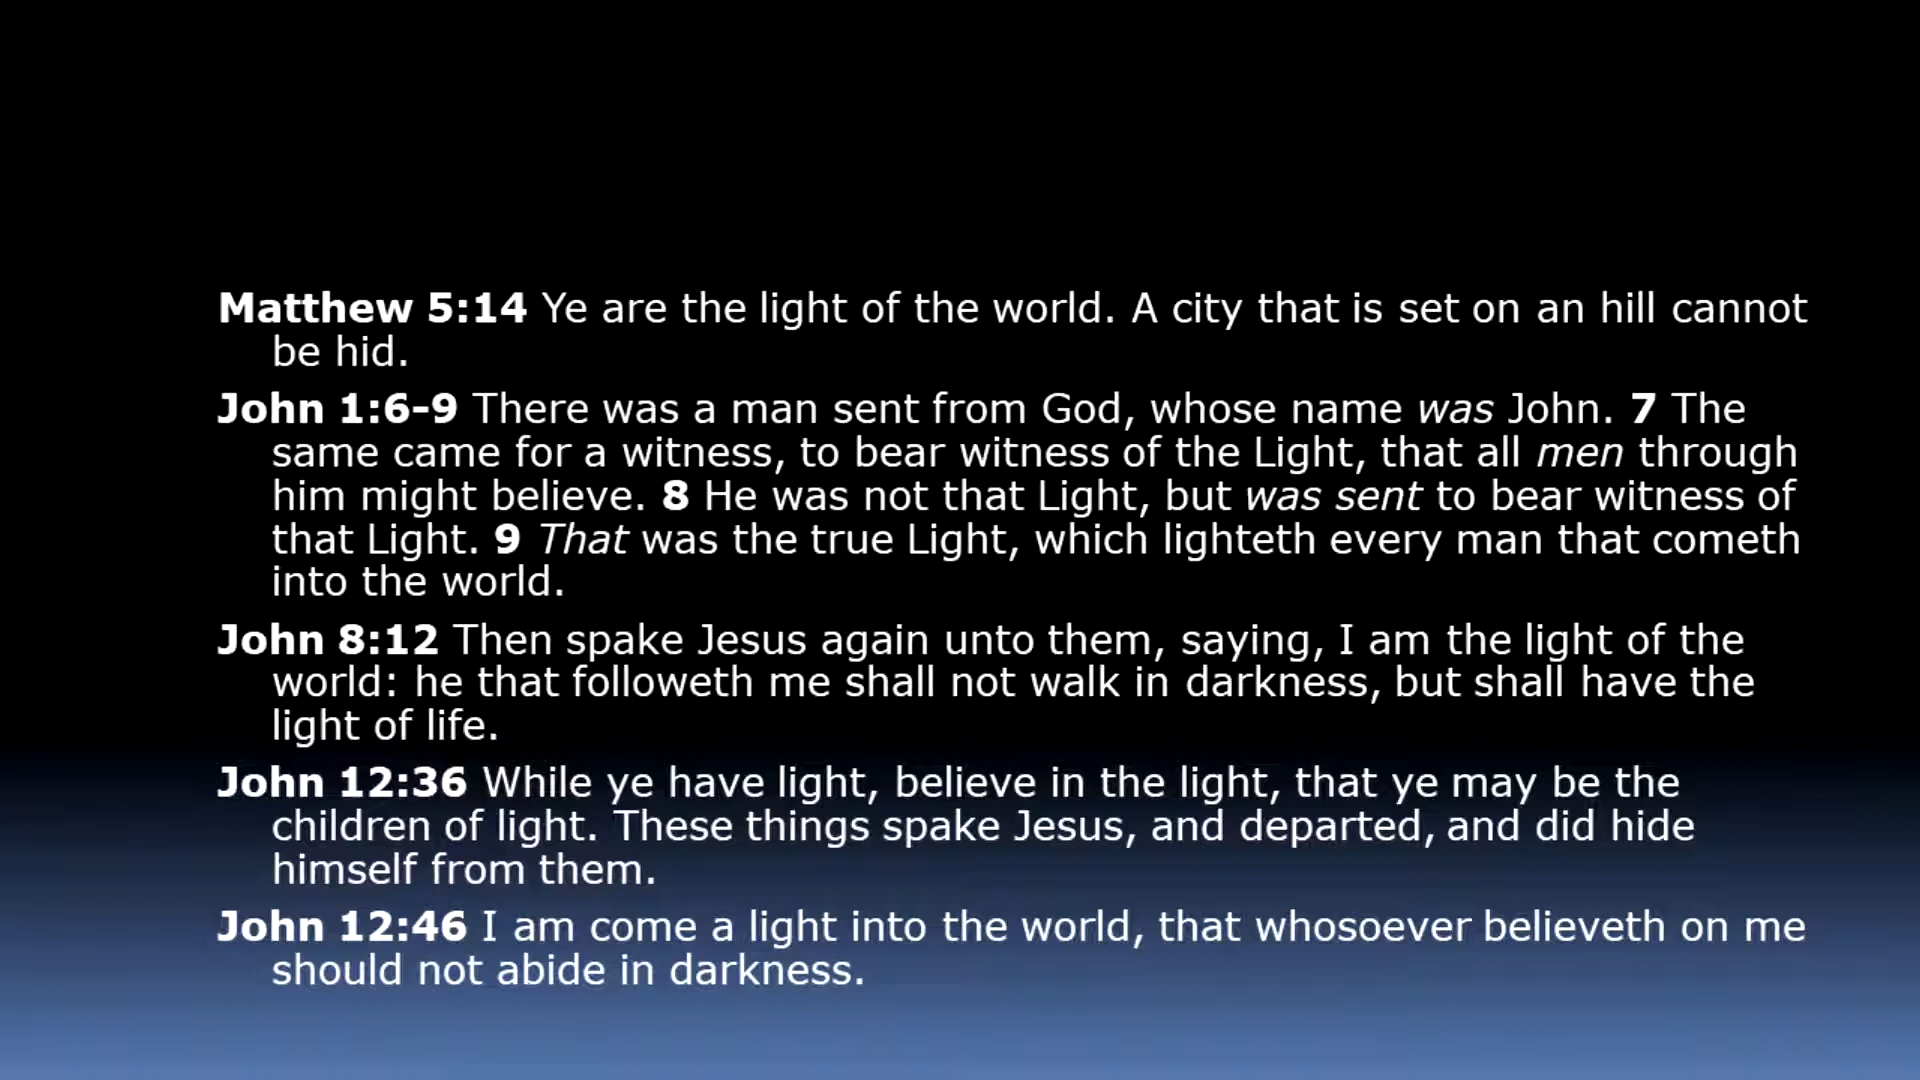 Matthew 5:14 Ye are the light of the world. A city that is set on an hill cannot
be hid.
John 1:6-9 There was a man sent from God, whose name was John. 7 The
same came for a witness, to bear witness of the Light, that all men through
him might believe. 8 He was not that Light, but was sent to bear witness of
that Light. 9 That was the true Light, which lighteth every man that cometh
into the world.
John 8:12 Then spake Jesus again unto them, saying, I am the light of the
world: he that followeth me shall not walk in darkness, but shall have the
light of life.
John 12:36 While ye have light, believe in the light, that ye may be the
children of light. These things spake Jesus, and departed, and did hide
himself from them.
John 12:46 I am come a light into the world, that whosoever believeth on me
should not abide in darkness.